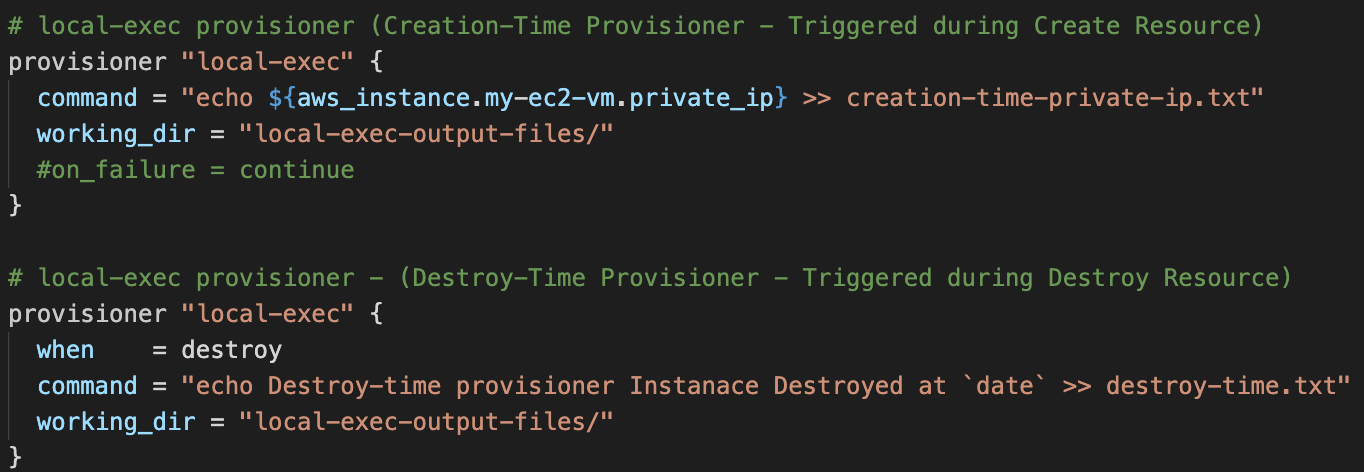 # local-exec provisioner (Creation-Time Provisioner - Triggered during Create Resource)
provisioner "local-exec" {
  command = "echo ${aws_instance.my-ec2-vm.private_ip} >> creation-time-private-ip.txt"
  working_dir = "local-exec-output-files/"
  #on_failure = continue
}

# local-exec provisioner - (Destroy-Time Provisioner - Triggered during Destroy Resource)
provisioner "local-exec" {
  when    = destroy
  command = "echo Destroy-time provisioner Instanace Destroyed at `date` >> destroy-time.txt"
  working_dir = "local-exec-output-files/"
}